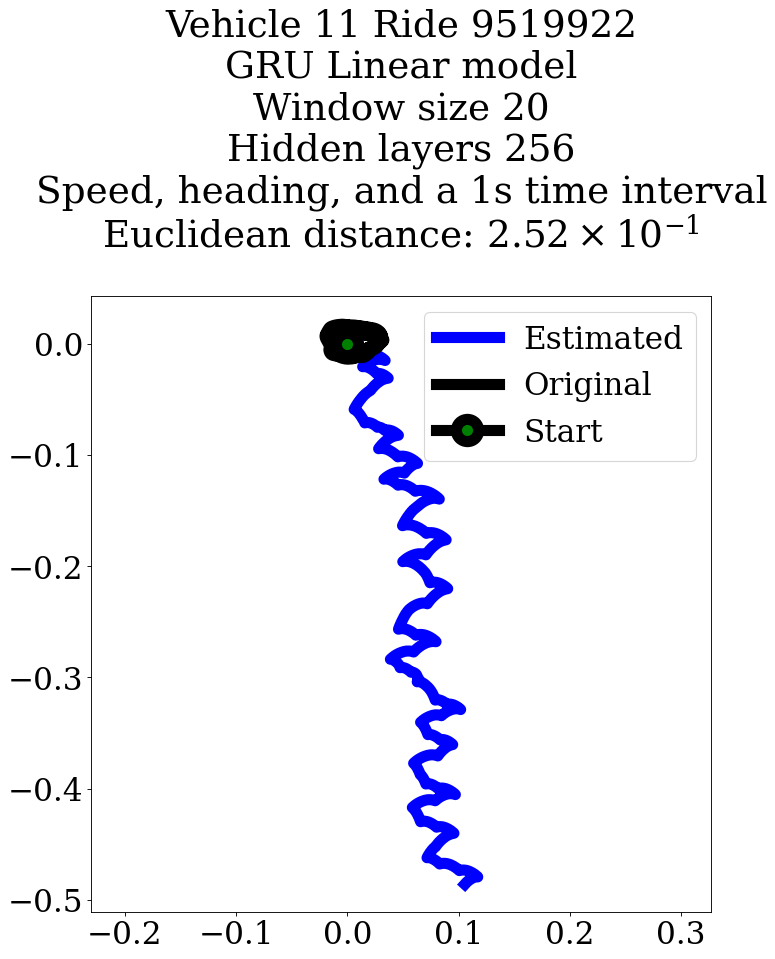 Vehicle 11 Ride 9519922
GRU Linear model
Window size 20
Hidden layers 256
Speed, heading, and a 1s time interval
Euclidean distance: 2.52 × 10⁻¹
Estimated
Original
Start
0.0
−0.1
−0.2
−0.3
−0.4
−0.5
−0.2 −0.1 0.0 0.1 0.2 0.3